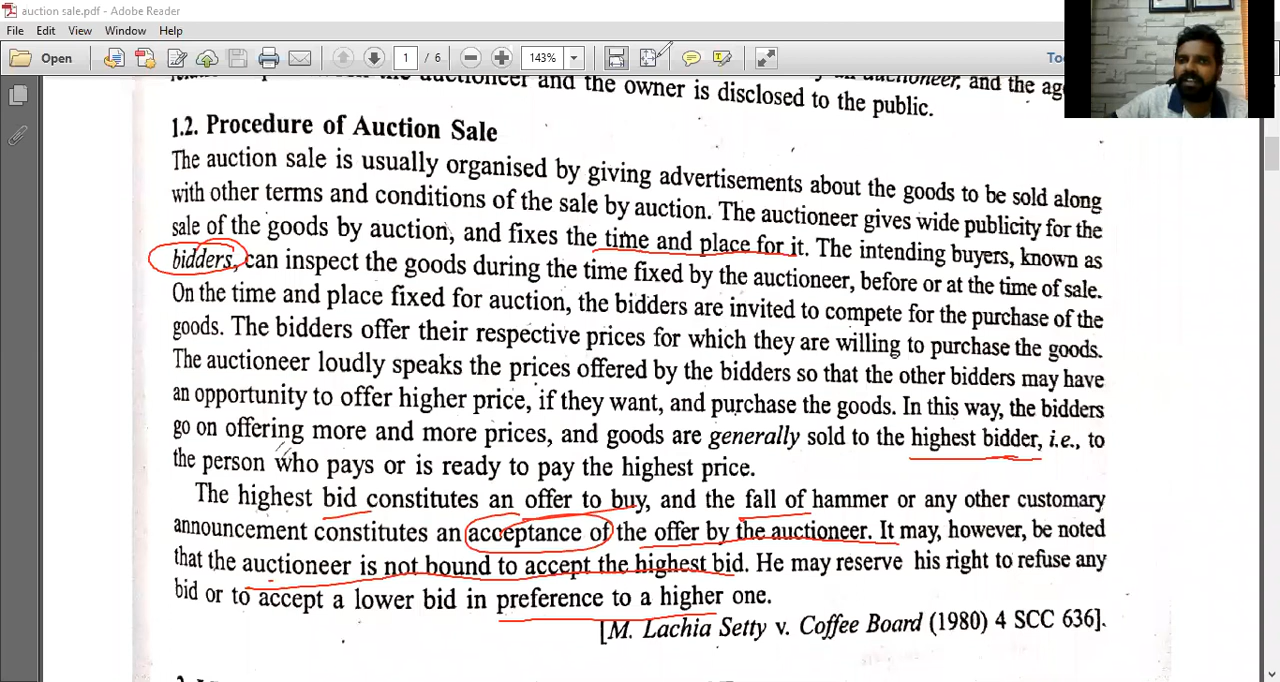 auction sale.pdf - Adobe Reader
File Edit View Window Help
Open 1 / 6 143%
auctioneer and the owner is disclosed to the public.
auctioneer, and the
1.2. Procedure of Auction Sale
The auction sale is usually organised by giving advertisements about the goods to be sold along
with other terms and conditions of the sale by auction. The auctioneer gives wide publicity for the
sale of the goods by auction, and fixes the time and place for it. The intending buyers, known as
bidders, can inspect the goods during the time fixed by the auctioneer, before or at the time of sale.
On the time and place fixed for auction, the bidders are invited to compete for the purchase of the
goods. The bidders offer their respective prices for which they are willing to purchase the goods.
The auctioneer loudly speaks the prices offered by the bidders so that the other bidders may have
an opportunity to offer higher price, if they want, and purchase the goods. In this way, the bidders
go on offering more and more prices, and goods are generally sold to the highest bidder, i.e., to
the person who pays or is ready to pay the highest price.
The highest bid constitutes an offer to buy, and the fall of hammer or any other customary
announcement constitutes an acceptance of the offer by the auctioneer. It may, however, be noted
that the auctioneer is not bound to accept the highest bid. He may reserve his right to refuse any
bid or to accept a lower bid in preference to a higher one.
[M. Lachia Setty v. Coffee Board (1980) 4 SCC 636].